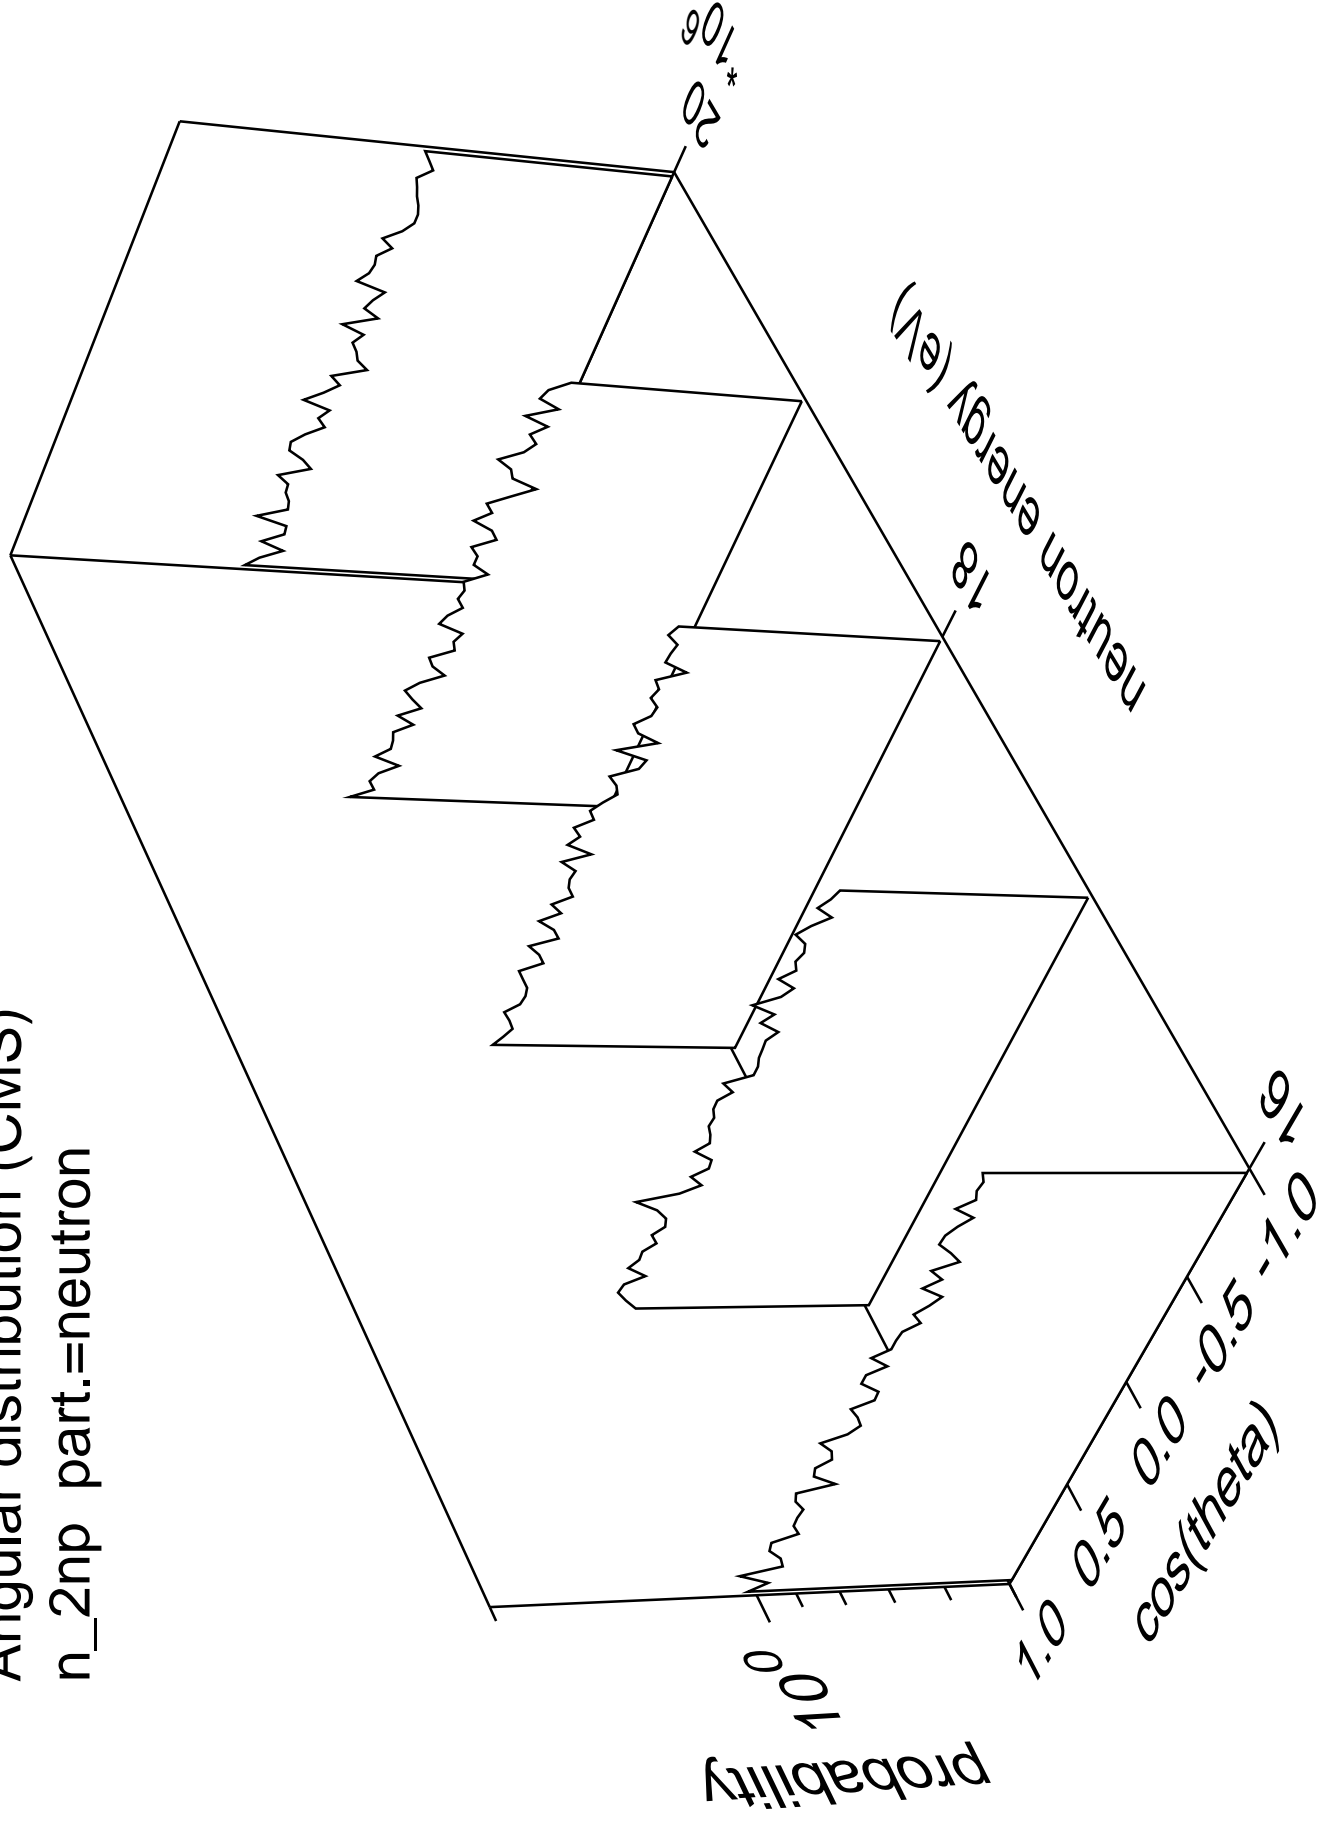 Angular distribution (CMS)
n_2np part.=neutron
probability
10 0
1.0 0.5 0.0 -0.5 -1.0
cos(theta)
16 18 20 * 10 6
neutron energy (eV)